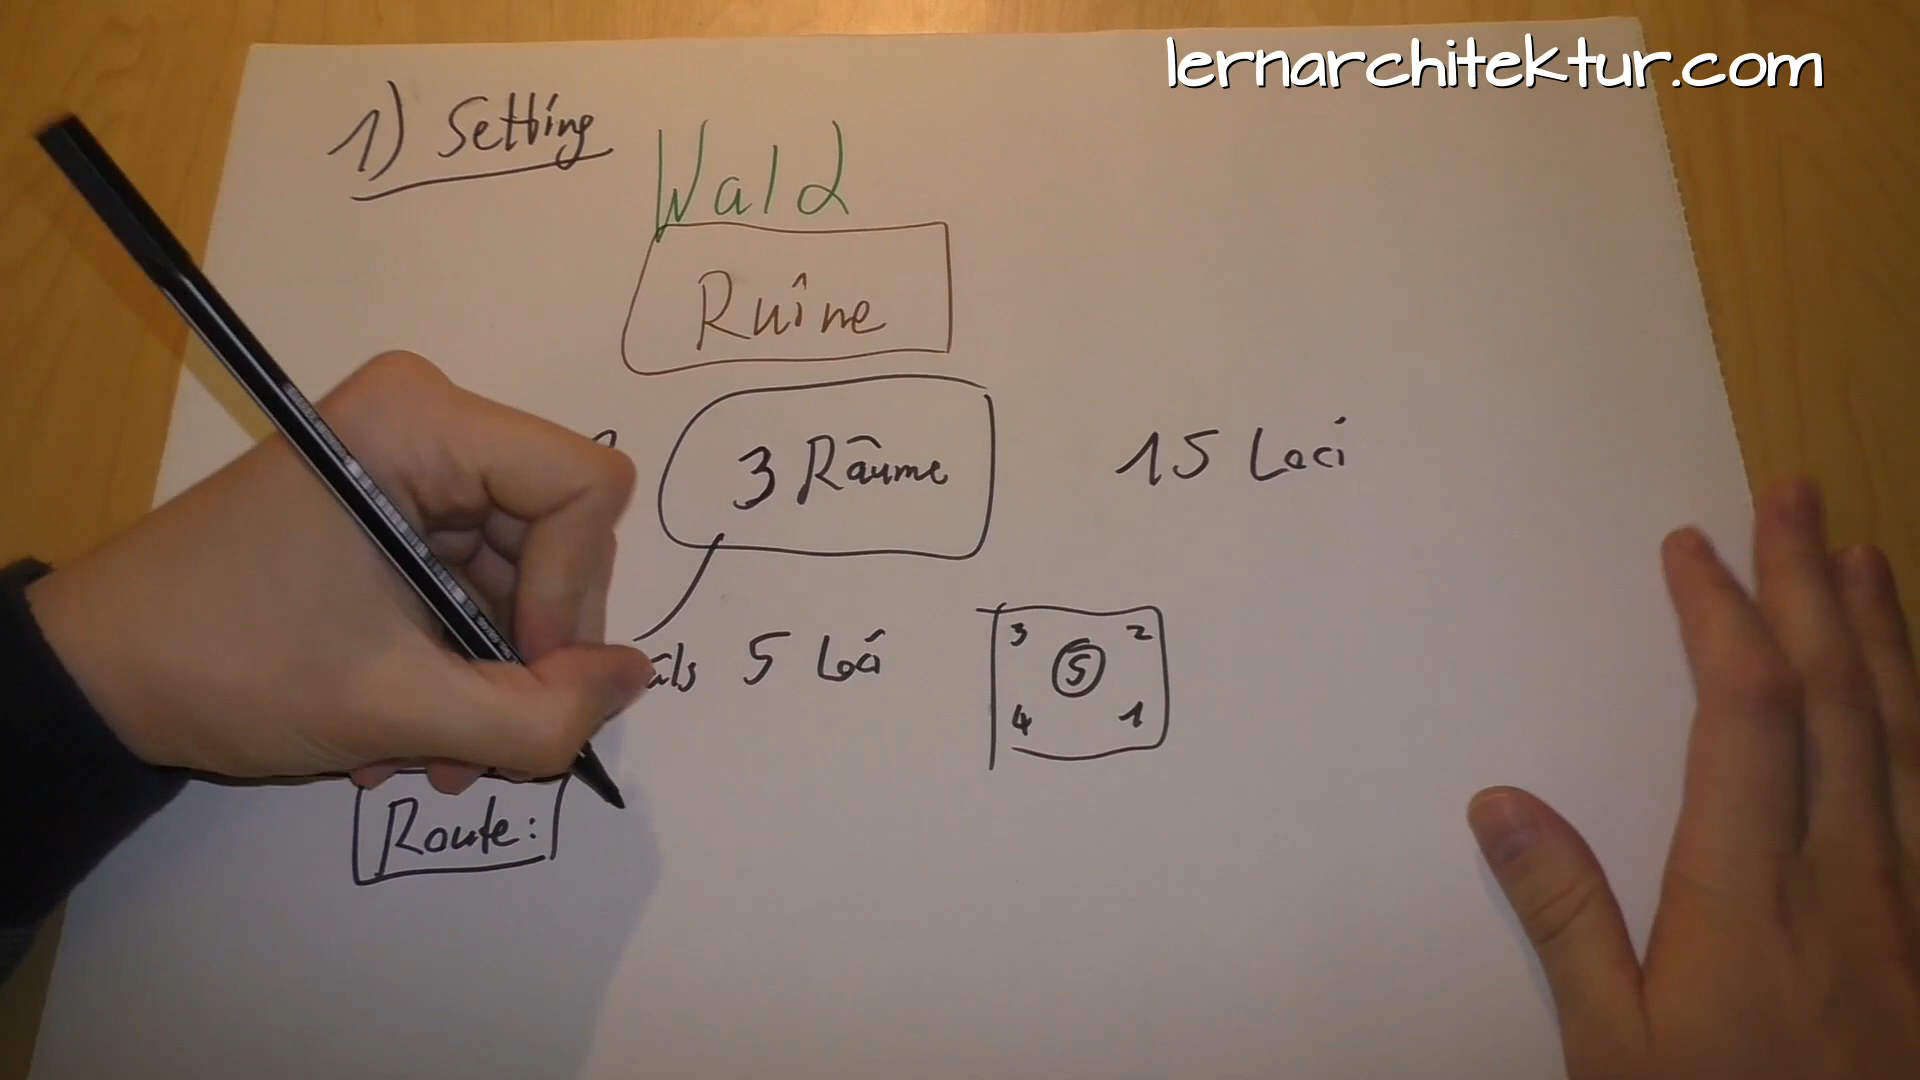 lernarchitektur.com
1) Setting
Wald
Ruine
3 Räume
15 Loci
5 Loci
3 2
5
4 1
Route: